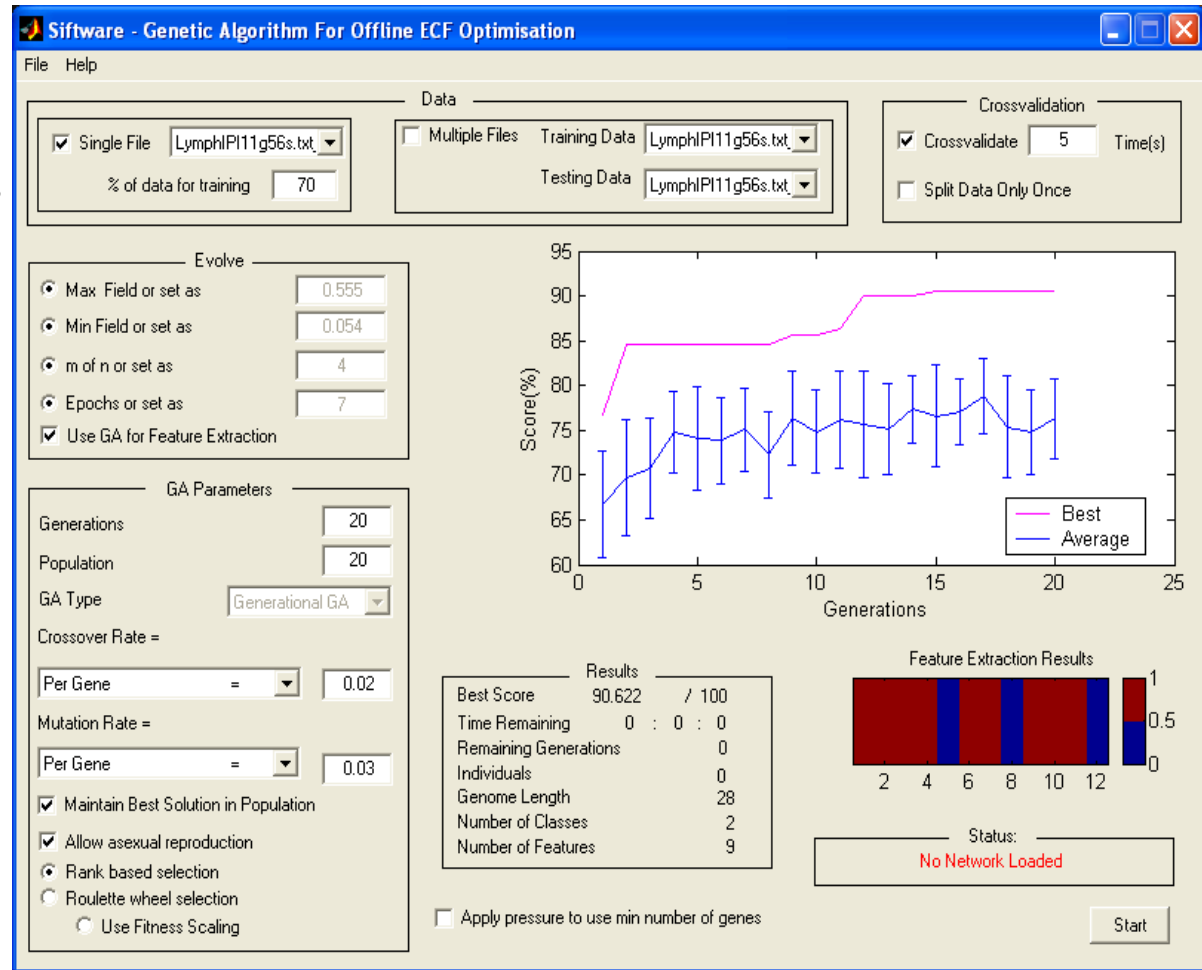 Siftware - Genetic Algorithm For Offline ECF Optimisation
File Help
Data
Single File LymphIPI11g56s.txt_
% of data for training 70
Multiple Files Training Data LymphIPI11g56s.txt_
Testing Data LymphIPI11g56s.txt_
Crossvalidation
Crossvalidate 5 Time(s)
Split Data Only Once
Evolve
Max Field or set as 0.555
Min Field or set as 0.054
m of n or set as 4
Epochs or set as 7
Use GA for Feature Extraction
GA Parameters
Generations 20
Population 20
GA Type Generational GA
Crossover Rate =
Per Gene = 0.02
Mutation Rate =
Per Gene = 0.03
Maintain Best Solution in Population
Allow asexual reproduction
Rank based selection
Roulette wheel selection
Use Fitness Scaling
Score(%)
95
90
85
80
75
70
65
60
0 5 10 15 20 25
Generations
Best
Average
Results
Best Score 90.622 / 100
Time Remaining 0 : 0 : 0
Remaining Generations 0
Individuals 0
Genome Length 28
Number of Classes 2
Number of Features 9
Feature Extraction Results
1
0.5
0
2 4 6 8 10 12
Status:
No Network Loaded
Apply pressure to use min number of genes
Start